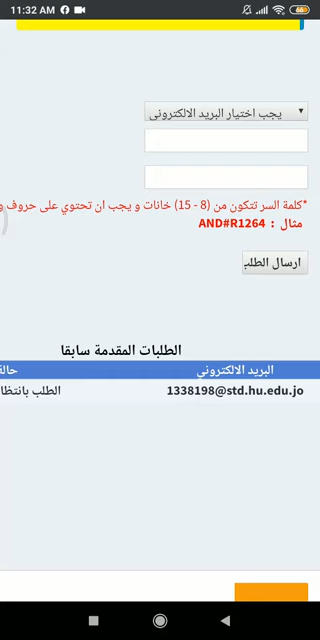 11:32 AM
66
يجب اختيار البريد الالكتروني
*كلمة السر تتكون من (8 - 15) خانات و يجب ان تحتوي على حروف و
مثال : AND#R1264
ارسال الطلب
الطلبات المقدمة سابقا
البريد الالكتروني
1338198@std.hu.edu.jo الطلب